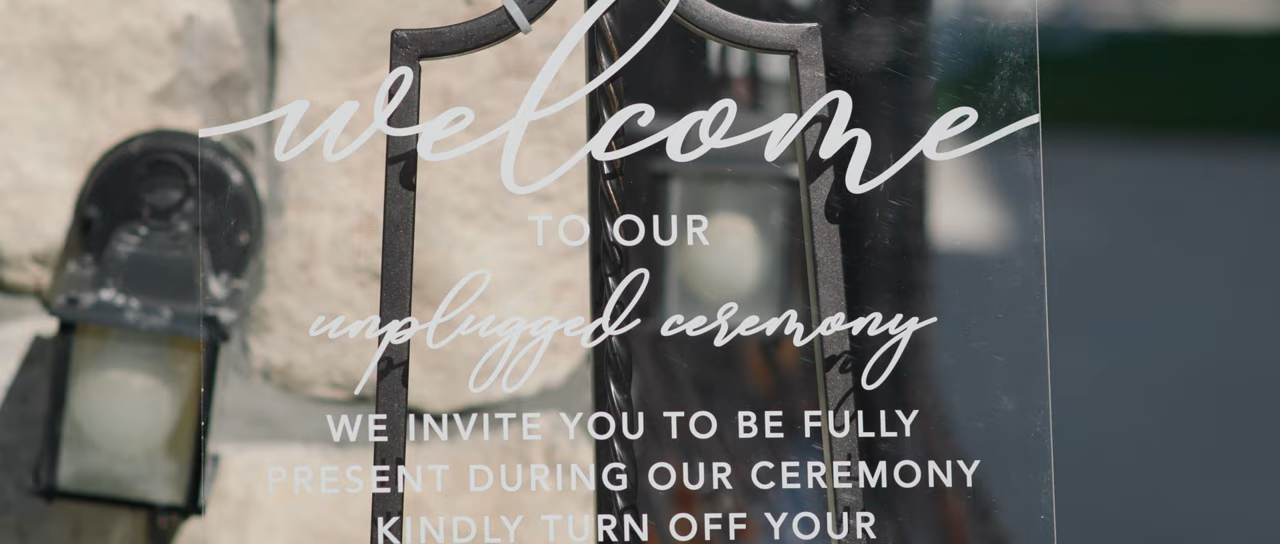 welcome
TO OUR
unplugged ceremony
WE INVITE YOU TO BE FULLY
PRESENT DURING OUR CEREMONY
KINDLY TURN OFF YOUR